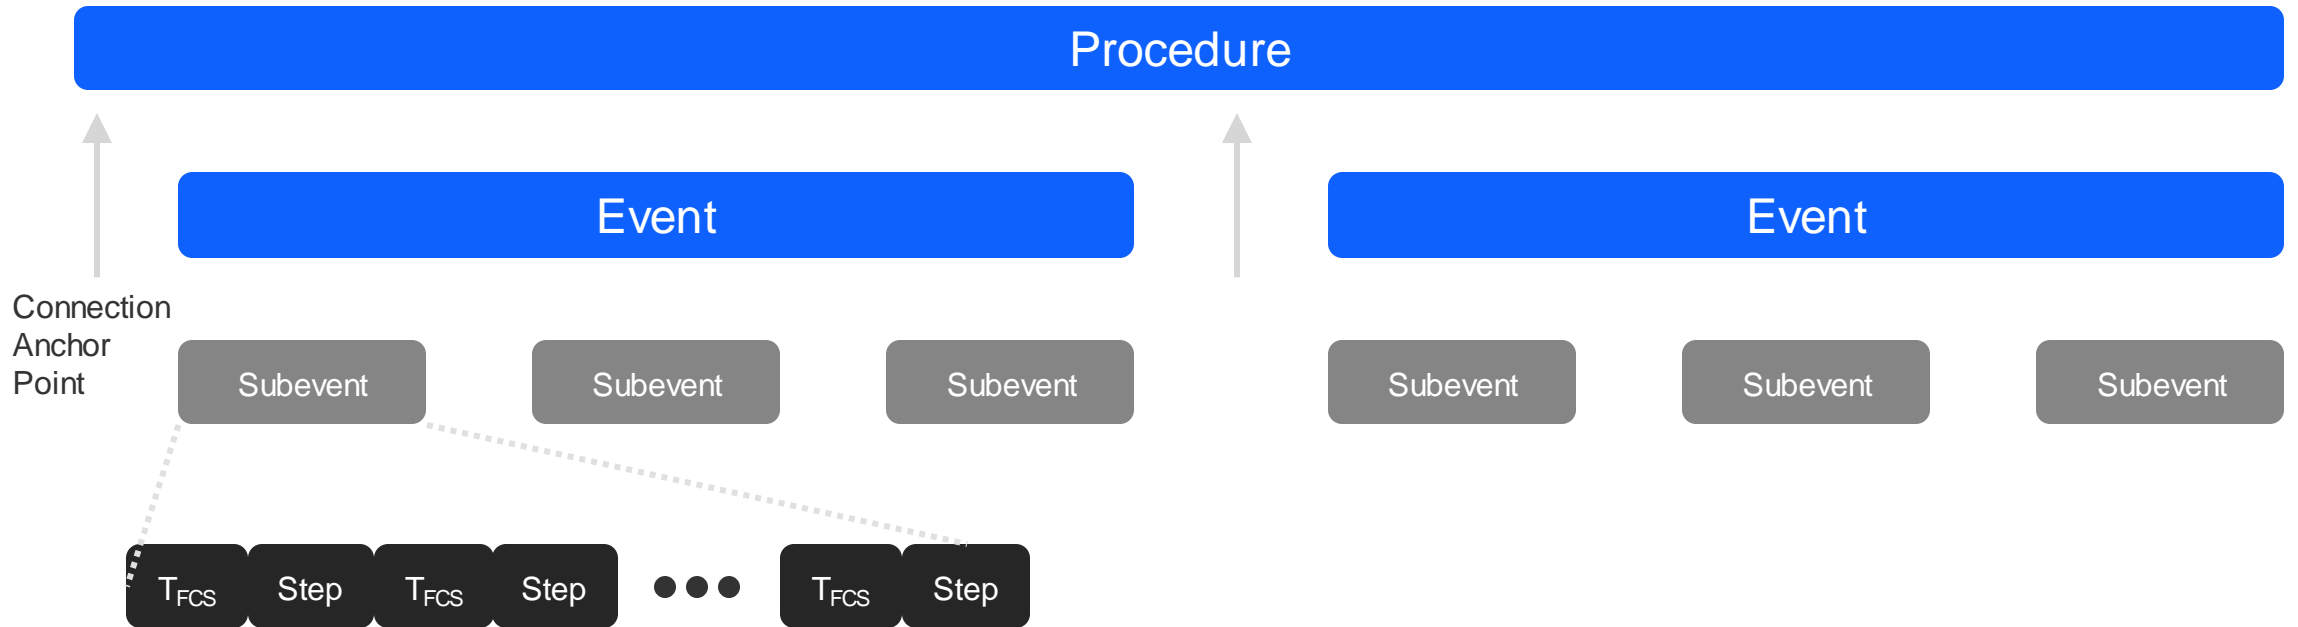 Procedure
Event
Event
Connection
Anchor
Point
Subevent
Subevent
Subevent
Subevent
Subevent
Subevent
TFCS
Step
TFCS
Step
TFCS
Step